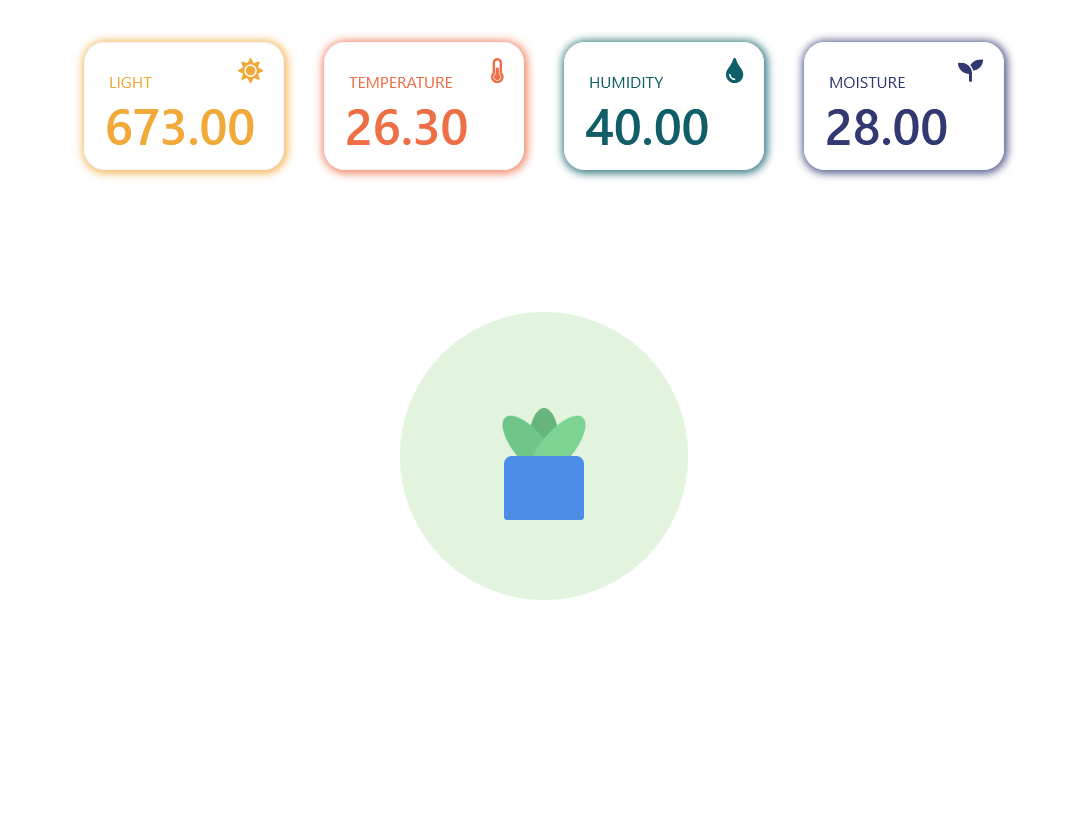 LIGHT
673.00
TEMPERATURE
26.30
HUMIDITY
40.00
MOISTURE
28.00